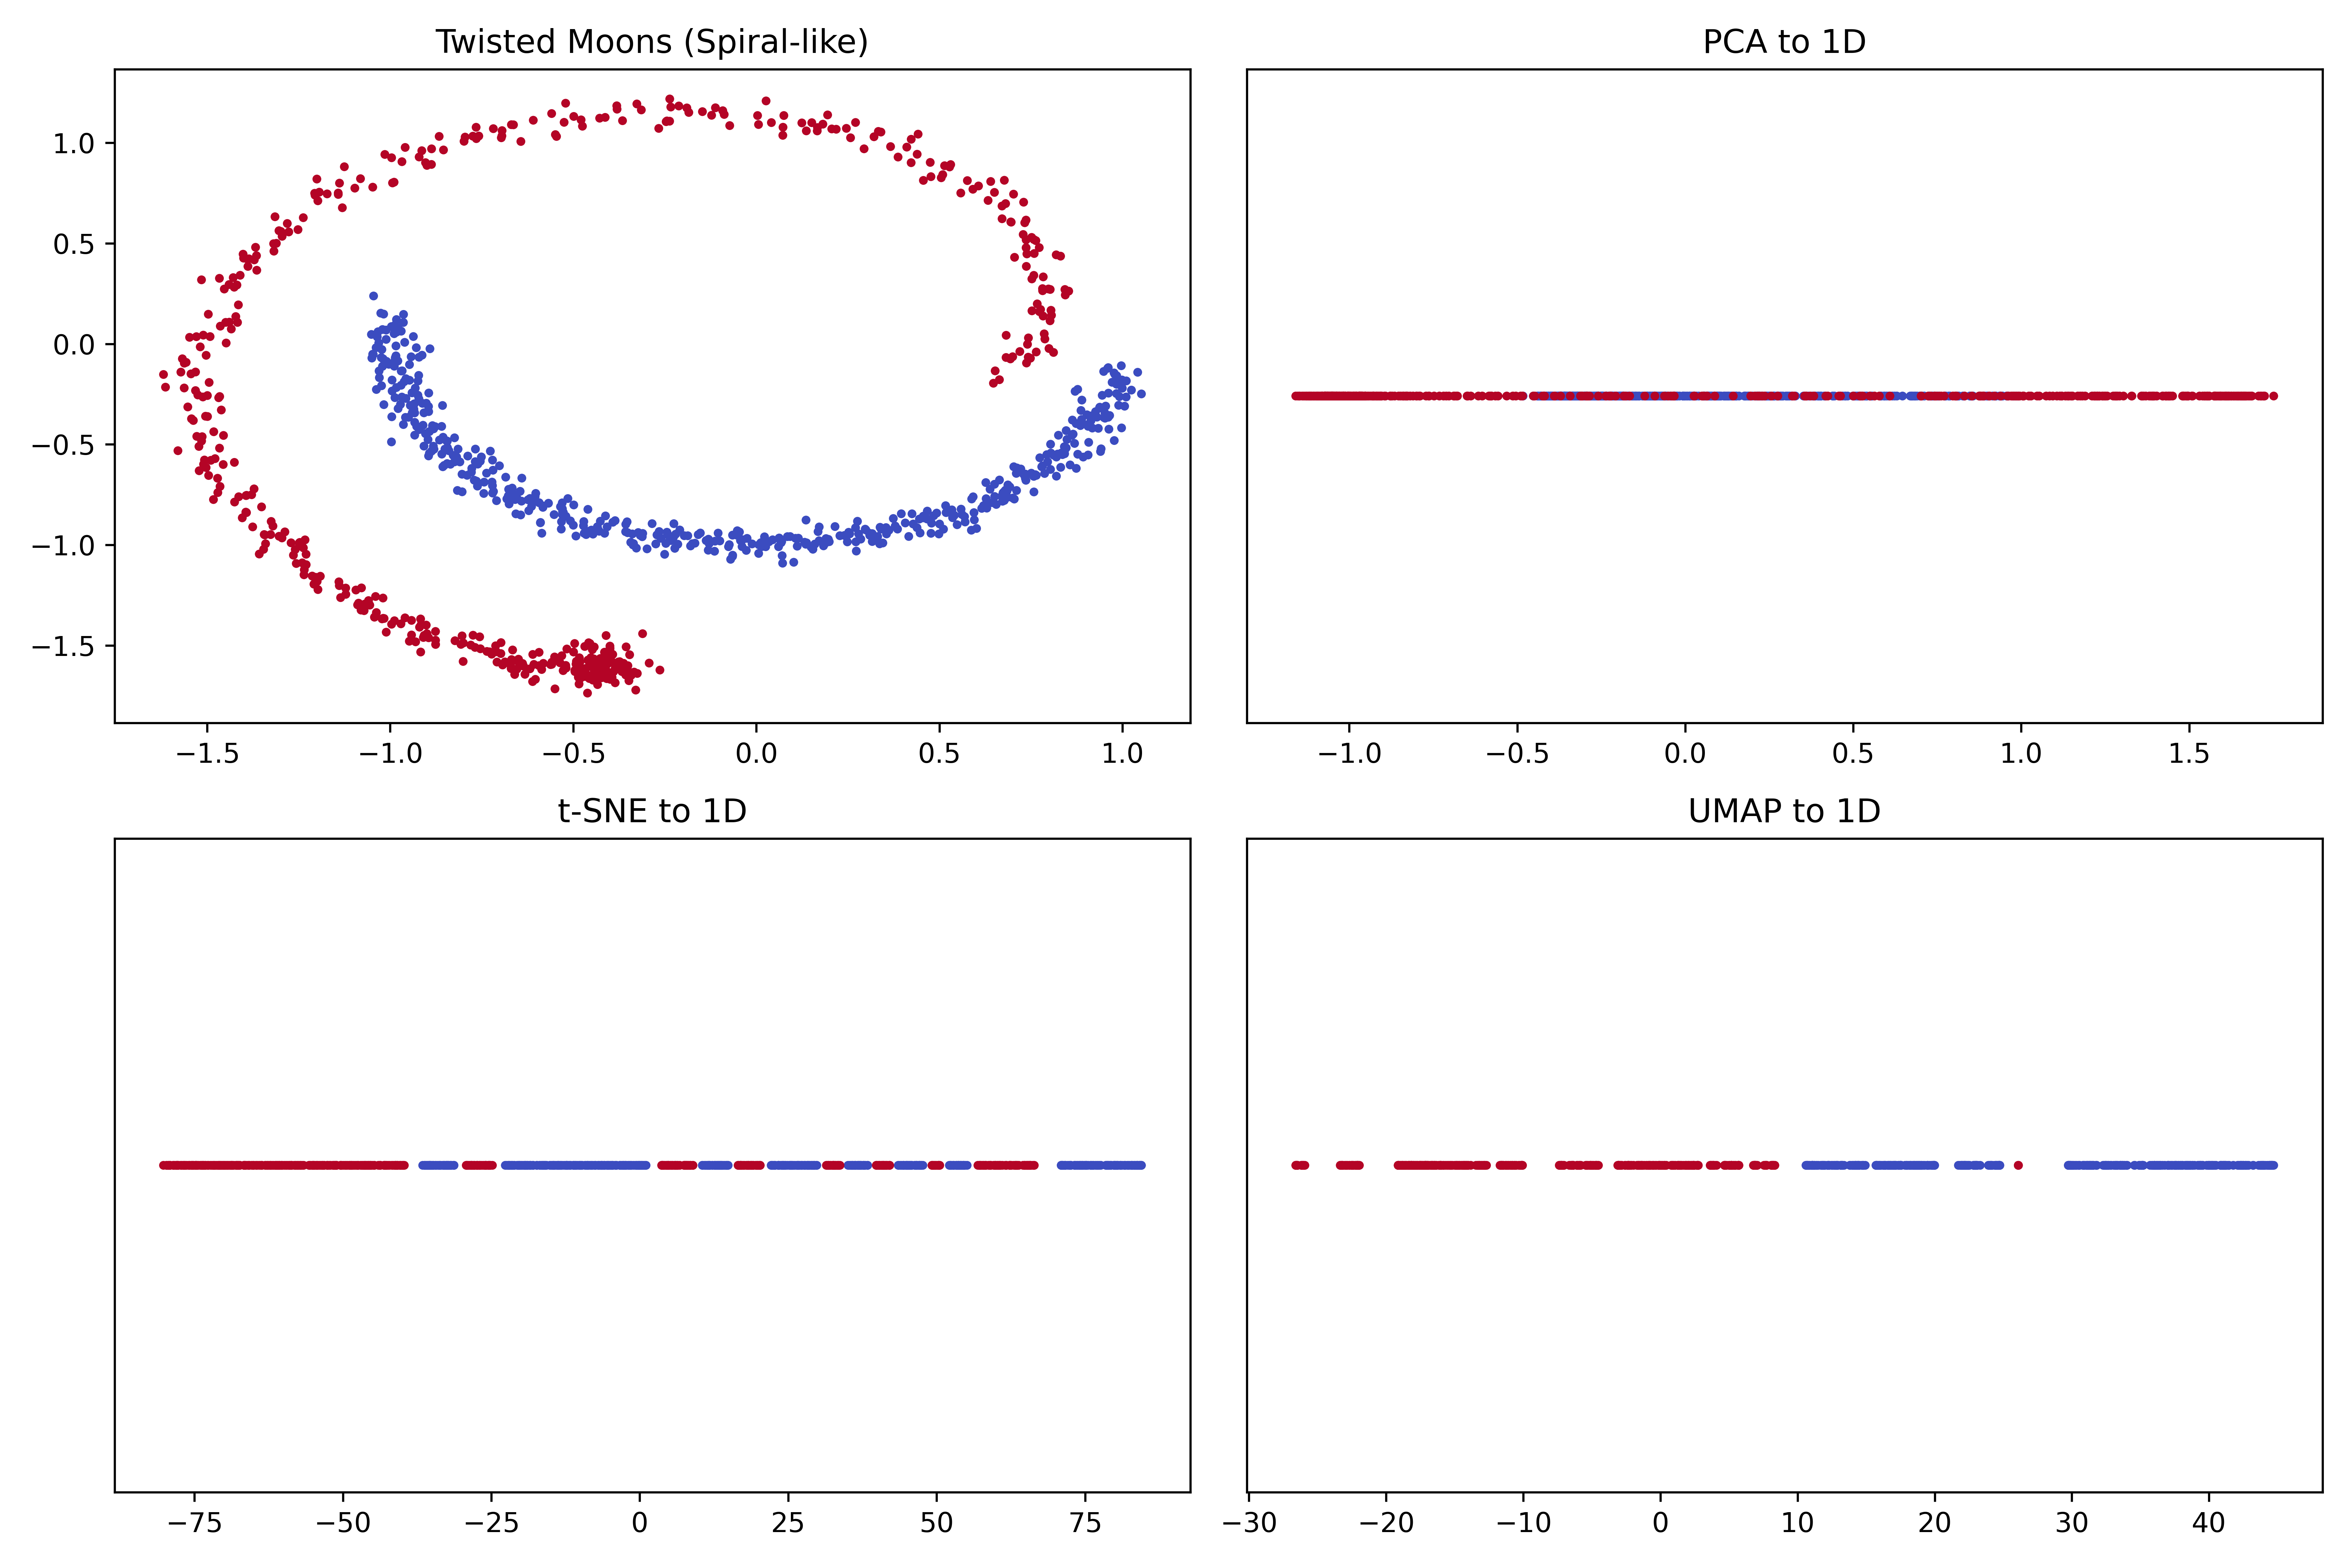 Twisted Moons (Spiral-like)
PCA to 1D
1.0
0.5
0.0
−0.5
−1.0
−1.5
−1.5 −1.0 −0.5 0.0 0.5 1.0
−1.0 −0.5 0.0 0.5 1.0 1.5
t-SNE to 1D
UMAP to 1D
−75 −50 −25 0 25 50 75
−30 −20 −10 0 10 20 30 40